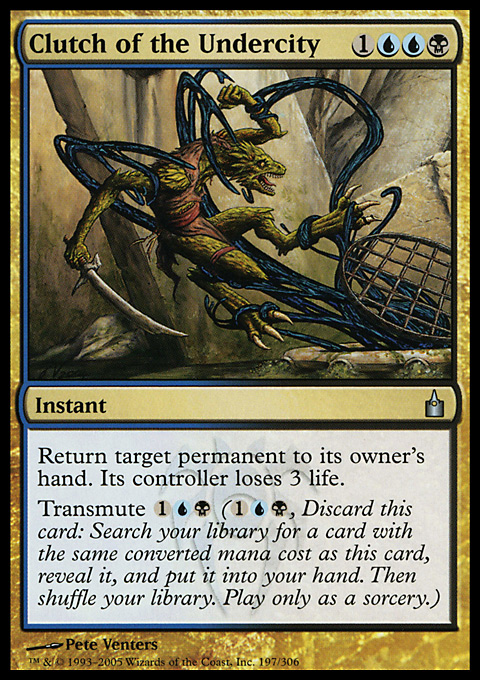 Clutch of the Undercity 1
Instant
Return target permanent to its owner's
hand. Its controller loses 3 life.
Transmute 1 (1, Discard this
card: Search your library for a card with
the same converted mana cost as this card,
reveal it, and put it into your hand. Then
shuffle your library. Play only as a sorcery.)
Pete Venters
™ & © 1993–2005 Wizards of the Coast, Inc. 197/306